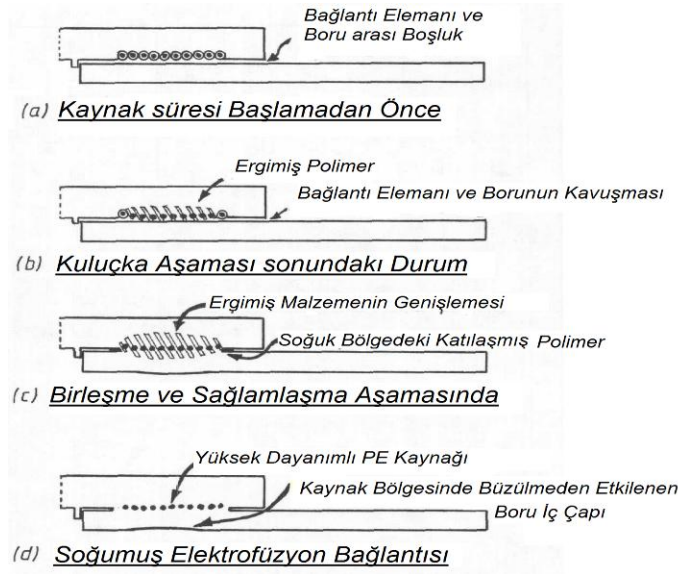 Bağlantı Elemanı ve
Boru arası Boşluk
(a) Kaynak süresi Başlamadan Önce
Ergimiş Polimer
Bağlantı Elemanı ve Borunun Kavuşması
(b) Kuluçka Aşaması sonundakı Durum
Ergimiş Malzemenin Genişlemesi
Soğuk Bölgedeki Katılaşmış Polimer
(c) Birleşme ve Sağlamlaşma Aşamasında
Yüksek Dayanımlı PE Kaynağı
Kaynak Bölgesinde Büzülmeden Etkilenen
Boru İç Çapı
(d) Soğumuş Elektrofüzyon Bağlantısı